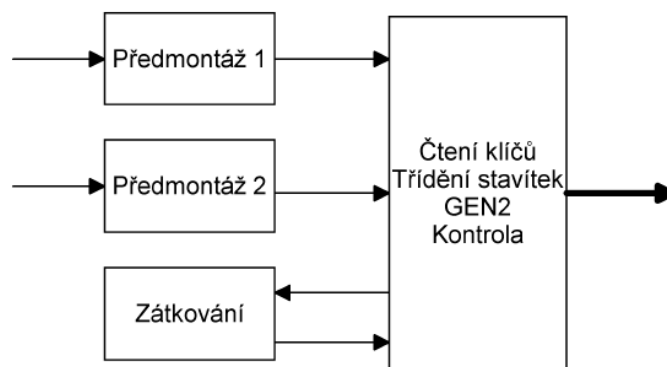 Předmontáž 1
Předmontáž 2
Zátkování
Čtení klíčů
Třídění stavítek
GEN2
Kontrola